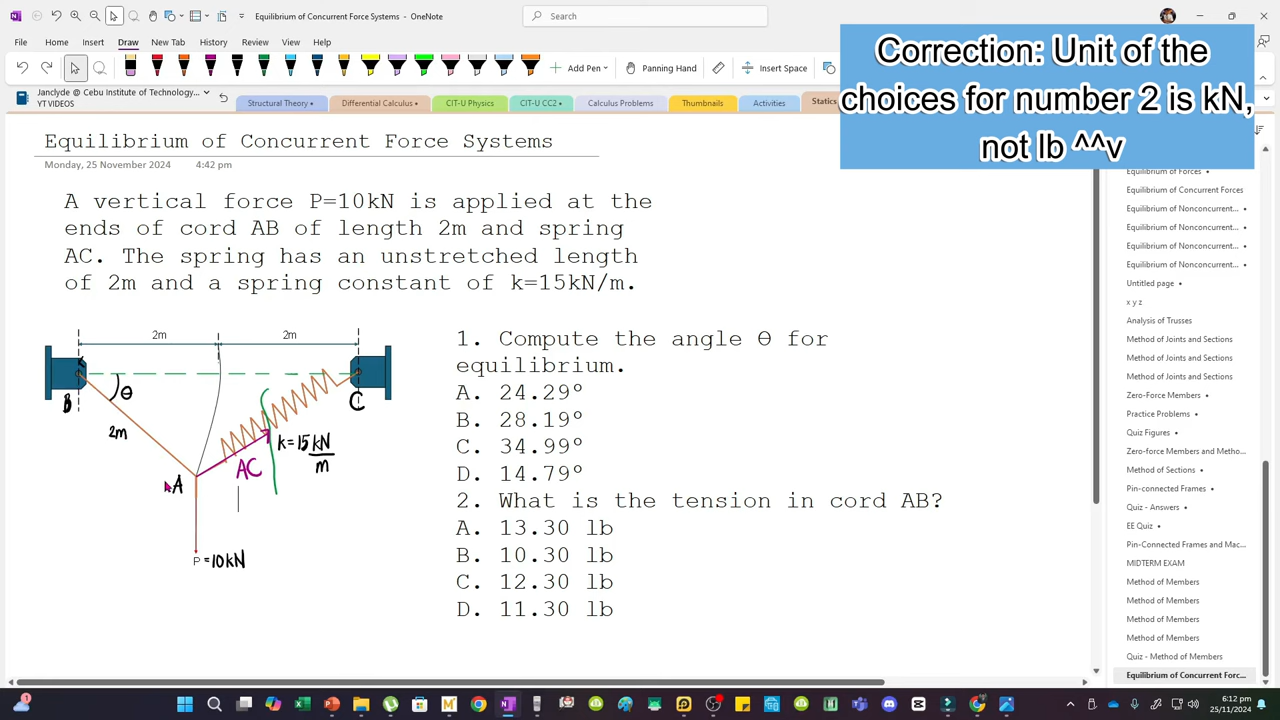 Equilibrium of Concurrent Force Systems - OneNote
Search
File Home Insert Draw New Tab History Review View Help
Add Pen
Panning Hand
Insert Space
Correction: Unit of the
choices for number 2 is kN,
not lb ^^v
Janclyde @ Cebu Institute of Technology...
YT VIDEOS
Structural Theory
Differential Calculus
CIT-U Physics
CIT-U CC2
Calculus Problems
Thumbnails
Activities
Statics
Equilibrium of Concurrent Force Systems
Monday, 25 November 2024 4:42 pm
A vertical force P=10kN is applied at the
ends of cord AB of length 2m and spring
AC. The spring has an unstretched length
of 2m and a spring constant of k=15kN/m.
2m 2m
B
θ
C
2m
k=15 kN
m
AC
A
P =10kN
1. Compute the angle θ for
equilibrium.
A. 24.29º
B. 28.19º
C. 34.99º
D. 14.79º
2. What is the tension in cord AB?
A. 13.30 lb
B. 10.30 lb
C. 12.30 lb
D. 11.30 lb
Equilibrium of Forces
Equilibrium of Concurrent Forces
Equilibrium of Nonconcurrent...
Equilibrium of Nonconcurrent...
Equilibrium of Nonconcurrent...
Equilibrium of Nonconcurrent...
Untitled page
x y z
Analysis of Trusses
Method of Joints and Sections
Method of Joints and Sections
Method of Joints and Sections
Zero-Force Members
Practice Problems
Quiz Figures
Zero-force Members and Metho...
Method of Sections
Pin-connected Frames
Quiz - Answers
EE Quiz
Pin-Connected Frames and Mac...
MIDTERM EXAM
Method of Members
Method of Members
Method of Members
Method of Members
Quiz - Method of Members
Equilibrium of Concurrent Forc...
6:12 pm
25/11/2024